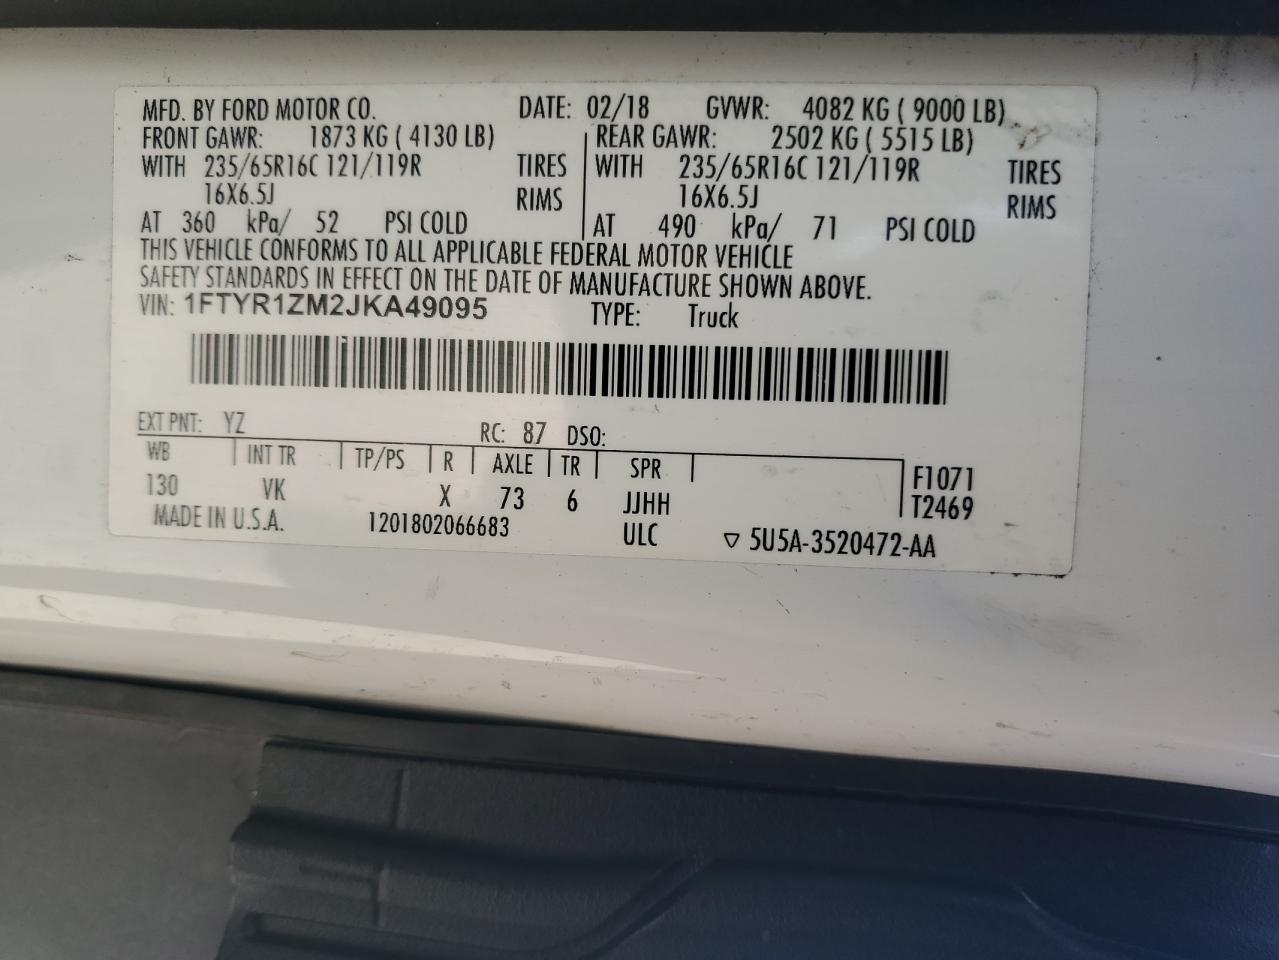 MFD. BY FORD MOTOR CO. DATE: 02/18 GVWR: 4082 KG ( 9000 LB)
FRONT GAWR: 1873 KG ( 4130 LB) REAR GAWR: 2502 KG ( 5515 LB)
WITH 235/65R16C 121/119R TIRES WITH 235/65R16C 121/119R TIRES
16X6.5J RIMS 16X6.5J RIMS
AT 360 kPa/ 52 PSI COLD AT 490 kPa/ 71 PSI COLD
THIS VEHICLE CONFORMS TO ALL APPLICABLE FEDERAL MOTOR VEHICLE
SAFETY STANDARDS IN EFFECT ON THE DATE OF MANUFACTURE SHOWN ABOVE.
VIN: 1FTYR1ZM2JKA49095 TYPE: Truck
EXT PNT: YZ RC: 87 DSO:
WB INT TR TP/PS R AXLE TR SPR F1071
130 VK X 73 6 JJHH T2469
MADE IN U.S.A. 1201802066683 ULC ▽ 5U5A-3520472-AA